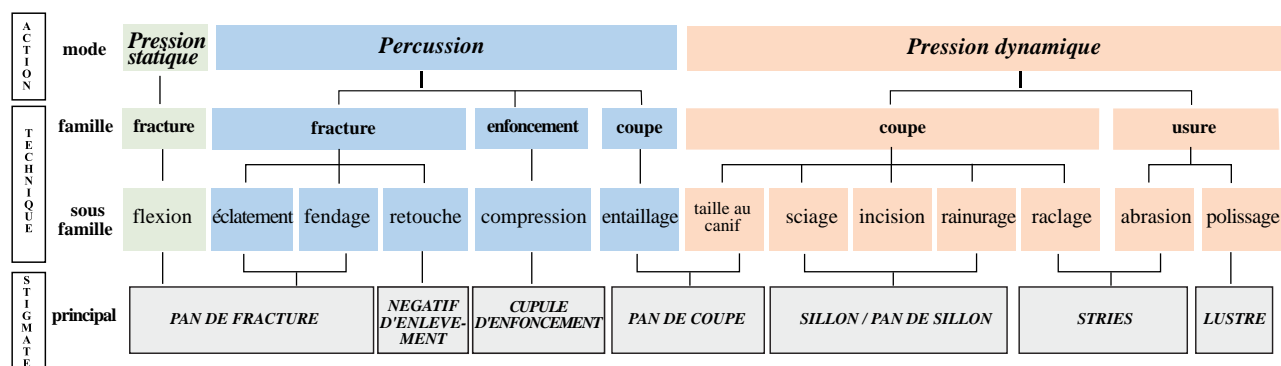 ACTION
mode
Pression
statique
Percussion
Pression dynamique
TECHNIQUE
famille
fracture
fracture
enfoncement
coupe
coupe
usure
sous
famille
flexion
éclatement
fendage
retouche
compression
entaillage
taille au
canif
sciage
incision
rainurage
raclage
abrasion
polissage
STIGMATE
principal
PAN DE FRACTURE
NEGATIF
D'ENLEVE-
MENT
CUPULE
D'ENFONCEMENT
PAN DE COUPE
SILLON / PAN DE SILLON
STRIES
LUSTRE